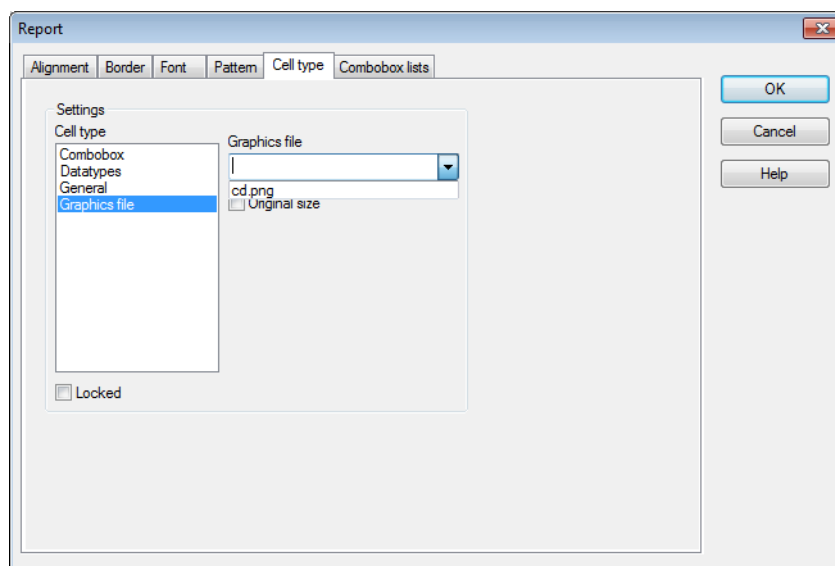 Report
Alignment Border Font Pattern Cell type Combobox lists
OK
Cancel
Help
Settings
Cell type
Combobox
Datatypes
General
Graphics file
Graphics file
cd.png
Original size
Locked